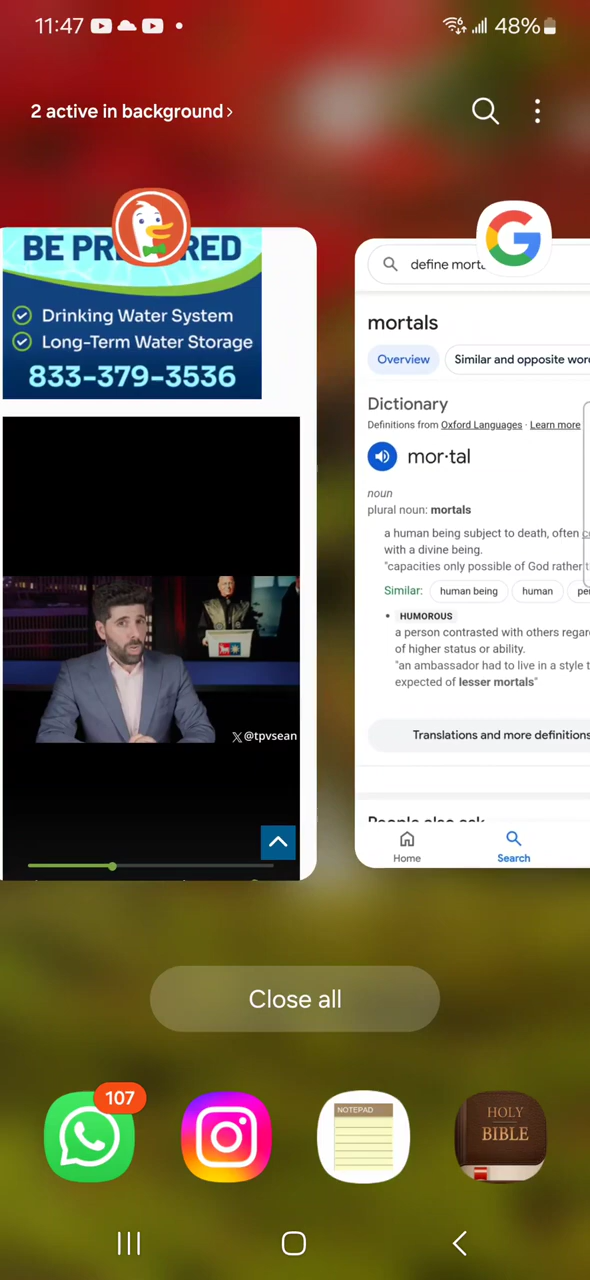 11:47
48%
2 active in background
BE PR RED
Drinking Water System
Long-Term Water Storage
833-379-3536
@tpvsean
define morta
mortals
Overview
Similar and opposite wor
Dictionary
Definitions from Oxford Languages · Learn more
mor·tal
noun
plural noun: mortals
a human being subject to death, often
with a divine being.
"capacities only possible of God rather
Similar:
human being
human
HUMOROUS
a person contrasted with others regar
of higher status or ability.
"an ambassador had to live in a style t
expected of lesser mortals"
Translations and more definitions
People also ask
Home
Search
Close all
107
NOTEPAD
HOLY
BIBLE